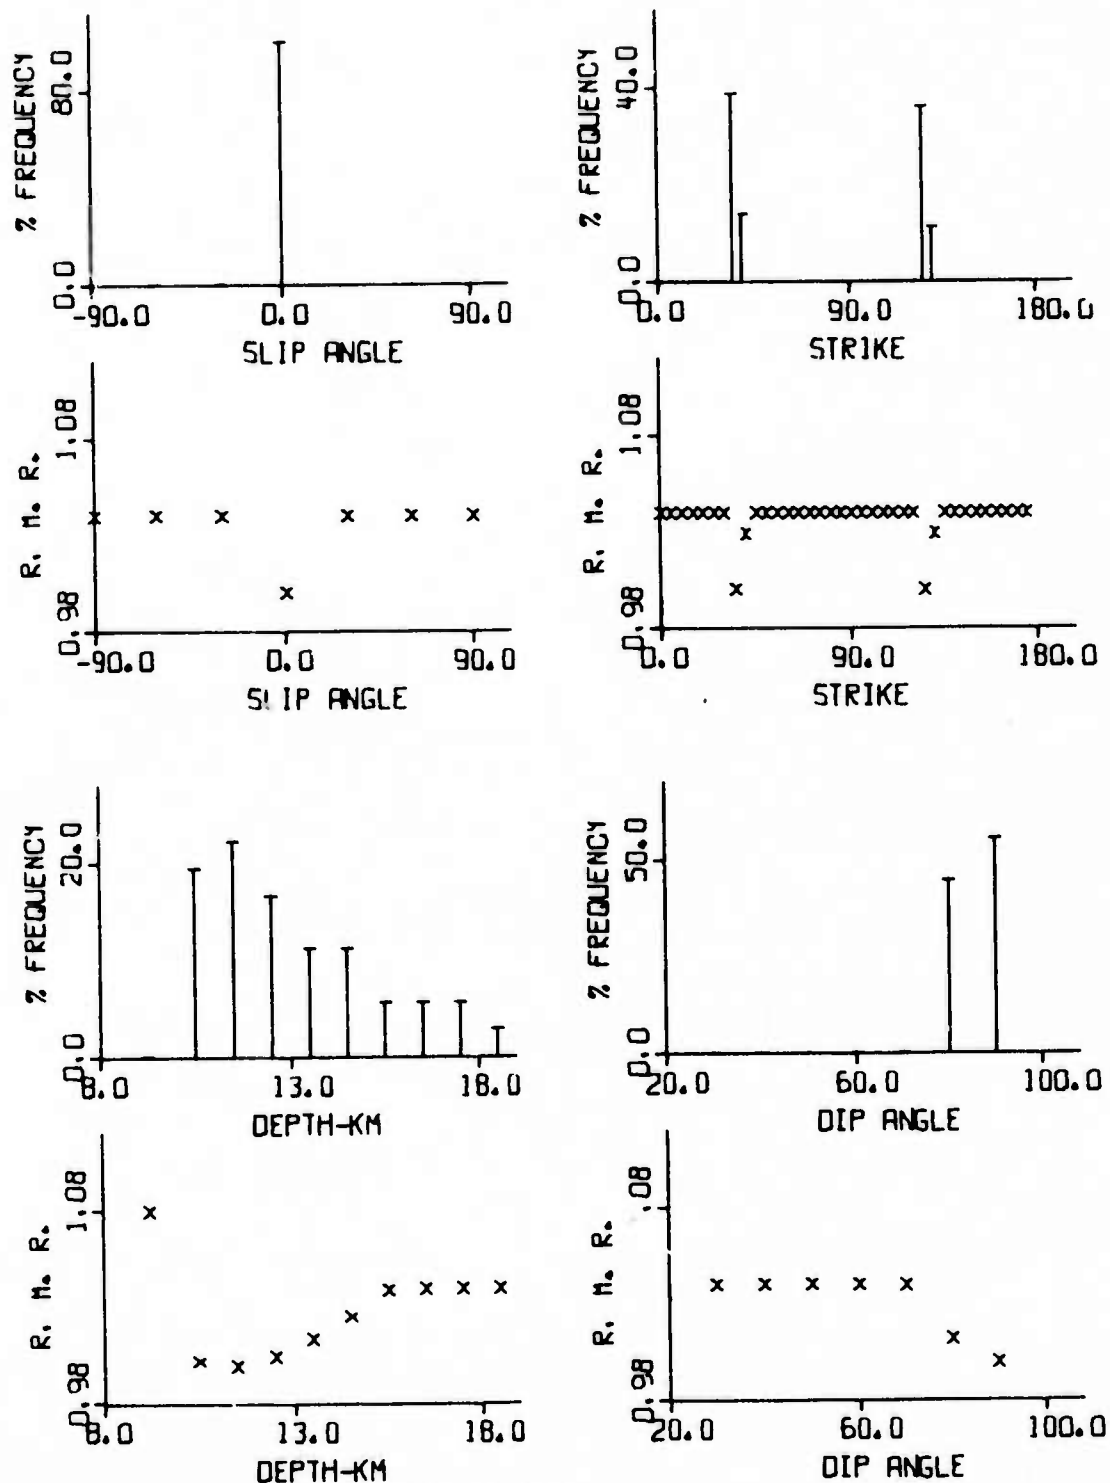 % FREQUENCY
80.0
0.0
-90.0 0.0 90.0
SLIP ANGLE
% FREQUENCY
40.0
0.0
0.0 90.0 180.0
STRIKE
R. M. R.
1.08
0.98
-90.0 0.0 90.0
SLIP ANGLE
R. M. R.
1.08
0.98
0.0 90.0 180.0
STRIKE
% FREQUENCY
20.0
0.0
8.0 13.0 18.0
DEPTH-KM
% FREQUENCY
50.0
0.0
20.0 60.0 100.0
DIP ANGLE
R. M. R.
1.08
0.98
8.0 13.0 18.0
DEPTH-KM
R. M. R.
1.08
0.98
20.0 60.0 100.0
DIP ANGLE